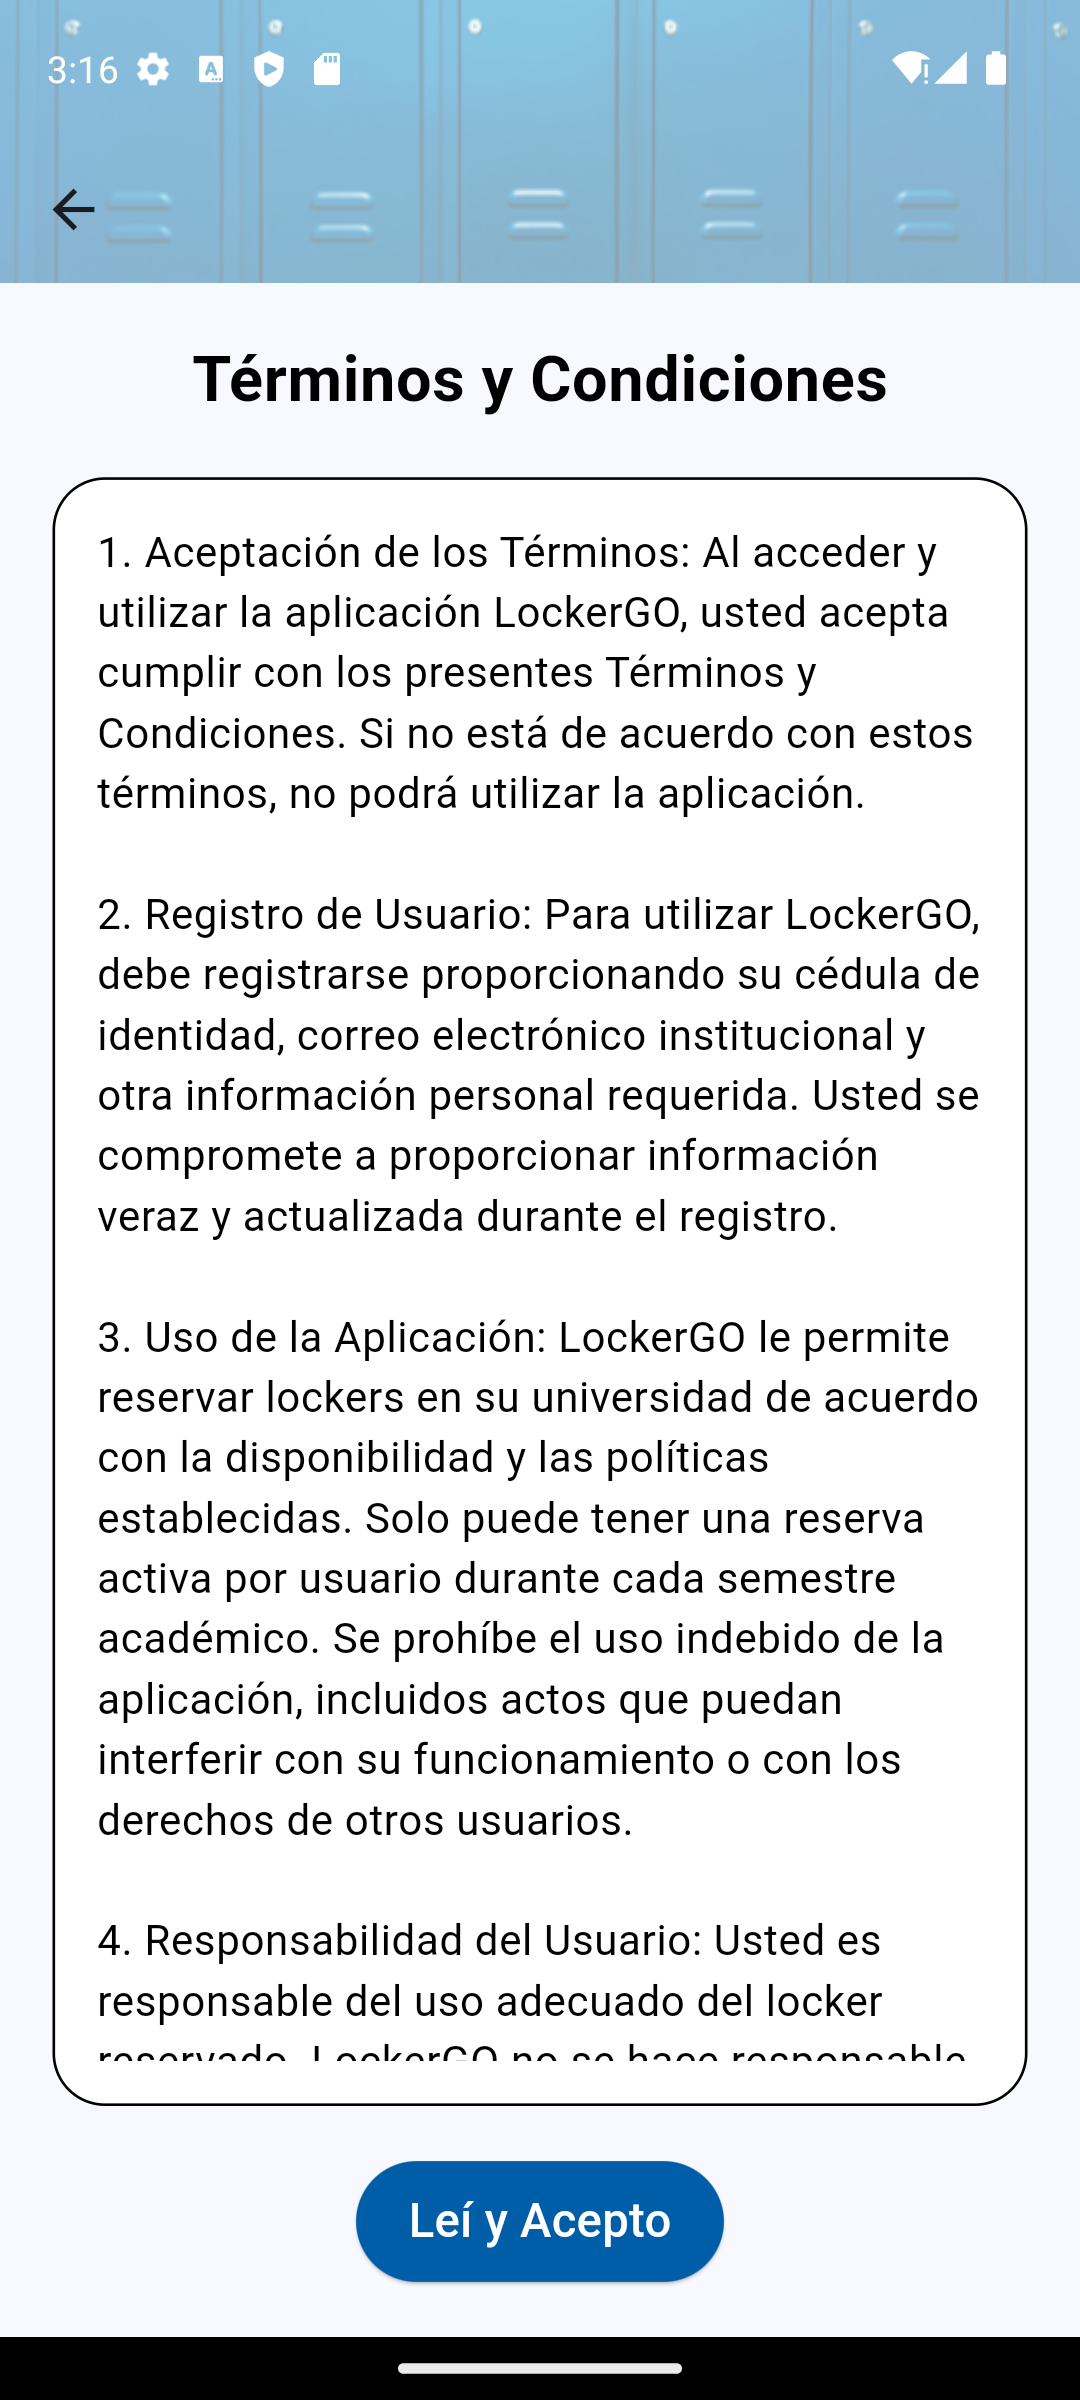 3:16
Términos y Condiciones
1. Aceptación de los Términos: Al acceder y
utilizar la aplicación LockerGO, usted acepta
cumplir con los presentes Términos y
Condiciones. Si no está de acuerdo con estos
términos, no podrá utilizar la aplicación.
2. Registro de Usuario: Para utilizar LockerGO,
debe registrarse proporcionando su cédula de
identidad, correo electrónico institucional y
otra información personal requerida. Usted se
compromete a proporcionar información
veraz y actualizada durante el registro.
3. Uso de la Aplicación: LockerGO le permite
reservar lockers en su universidad de acuerdo
con la disponibilidad y las políticas
establecidas. Solo puede tener una reserva
activa por usuario durante cada semestre
académico. Se prohíbe el uso indebido de la
aplicación, incluidos actos que puedan
interferir con su funcionamiento o con los
derechos de otros usuarios.
4. Responsabilidad del Usuario: Usted es
responsable del uso adecuado del locker
reservado. LockerGO no se hace responsable
Leí y Acepto